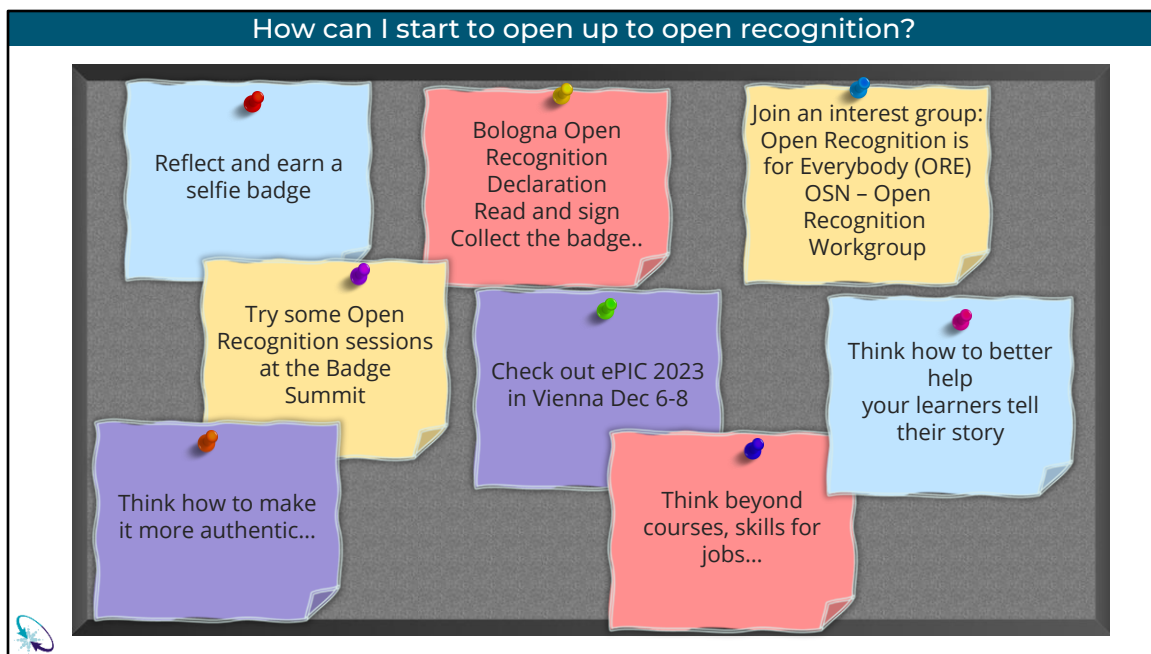 How can I start to open up to open recognition?
Reflect and earn a
selfie badge
Bologna Open
Recognition
Declaration
Read and sign
Collect the badge..
Join an interest group:
Open Recognition is
for Everybody (ORE)
OSN – Open
Recognition
Workgroup
Try some Open
Recognition sessions
at the Badge
Summit
Check out ePIC 2023
in Vienna Dec 6-8
Think how to better
help
your learners tell
their story
Think how to make
it more authentic...
Think beyond
courses, skills for
jobs...